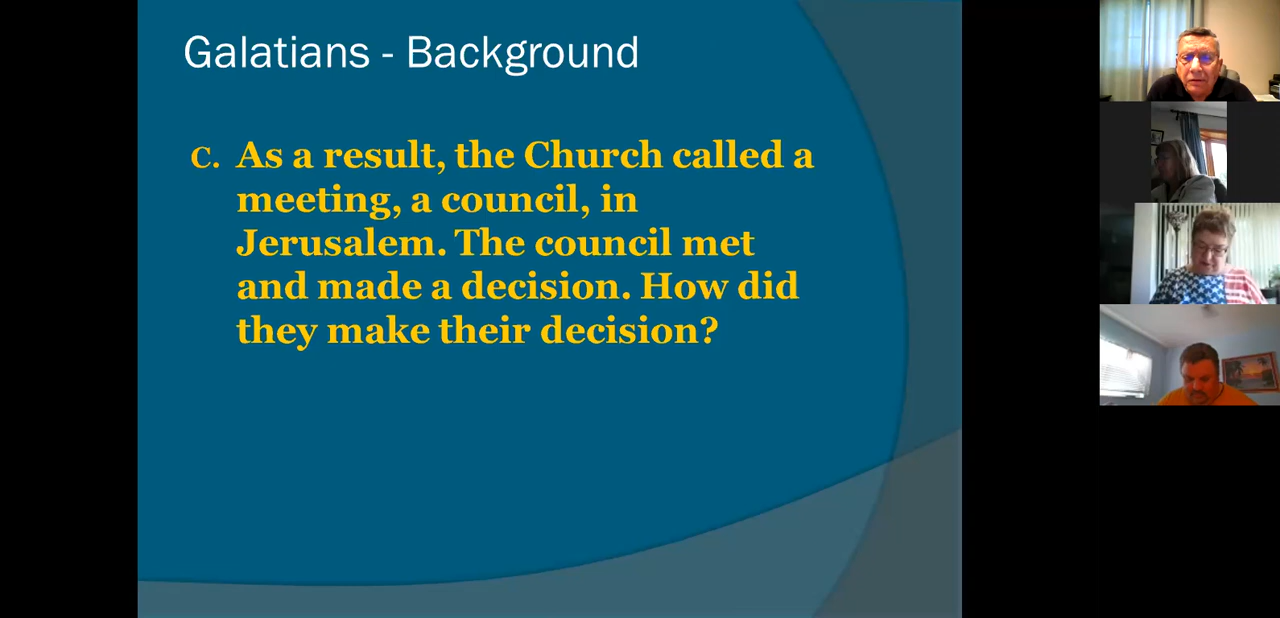 Galatians - Background
C. As a result, the Church called a
meeting, a council, in
Jerusalem. The council met
and made a decision. How did
they make their decision?